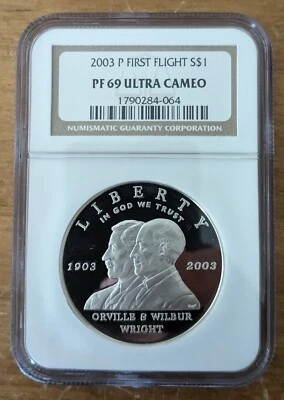 2003 P FIRST FLIGHT S$1
PF 69 ULTRA CAMEO
1790284-064
NUMISMATIC GUARANTY CORPORATION
LIBERTY
IN GOD WE TRUST
1903 2003
ORVILLE & WILBUR
WRIGHT